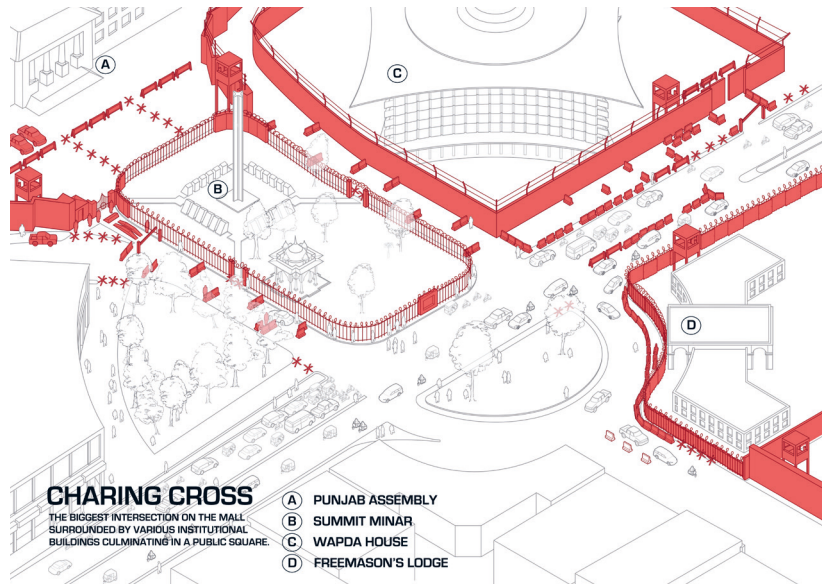 A
B
C
D
CHARING CROSS
THE BIGGEST INTERSECTION ON THE MALL
SURROUNDED BY VARIOUS INSTITUTIONAL
BUILDINGS CULMINATING IN A PUBLIC SQUARE.
A PUNJAB ASSEMBLY
B SUMMIT MINAR
C WAPDA HOUSE
D FREEMASON'S LODGE